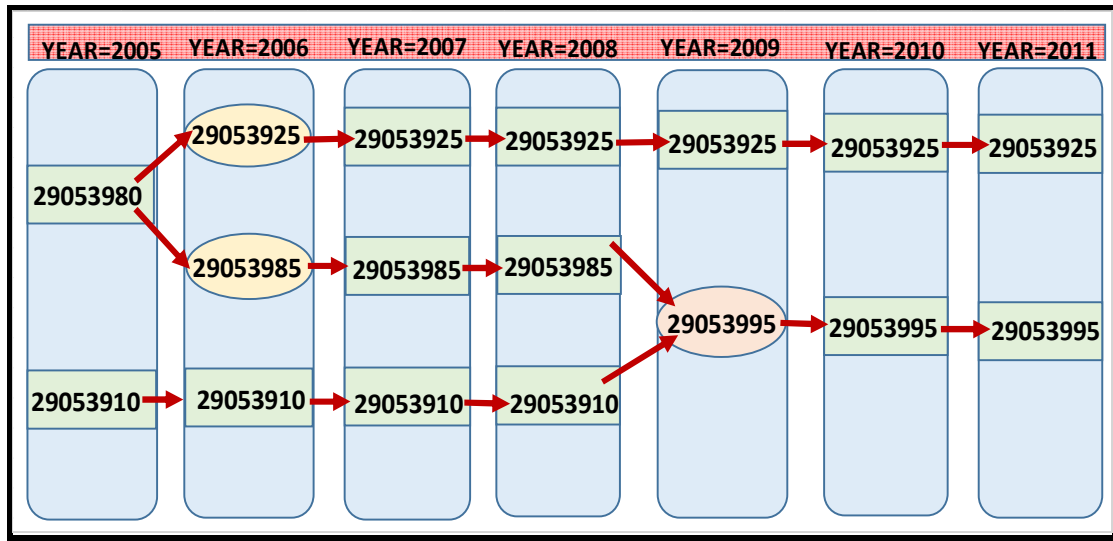 YEAR=2005 YEAR=2006 YEAR=2007 YEAR=2008 YEAR=2009 YEAR=2010 YEAR=2011
29053925 29053925 29053925 29053925 29053925 29053925
29053980
29053985 29053985 29053985
29053995 29053995 29053995
29053910 29053910 29053910 29053910